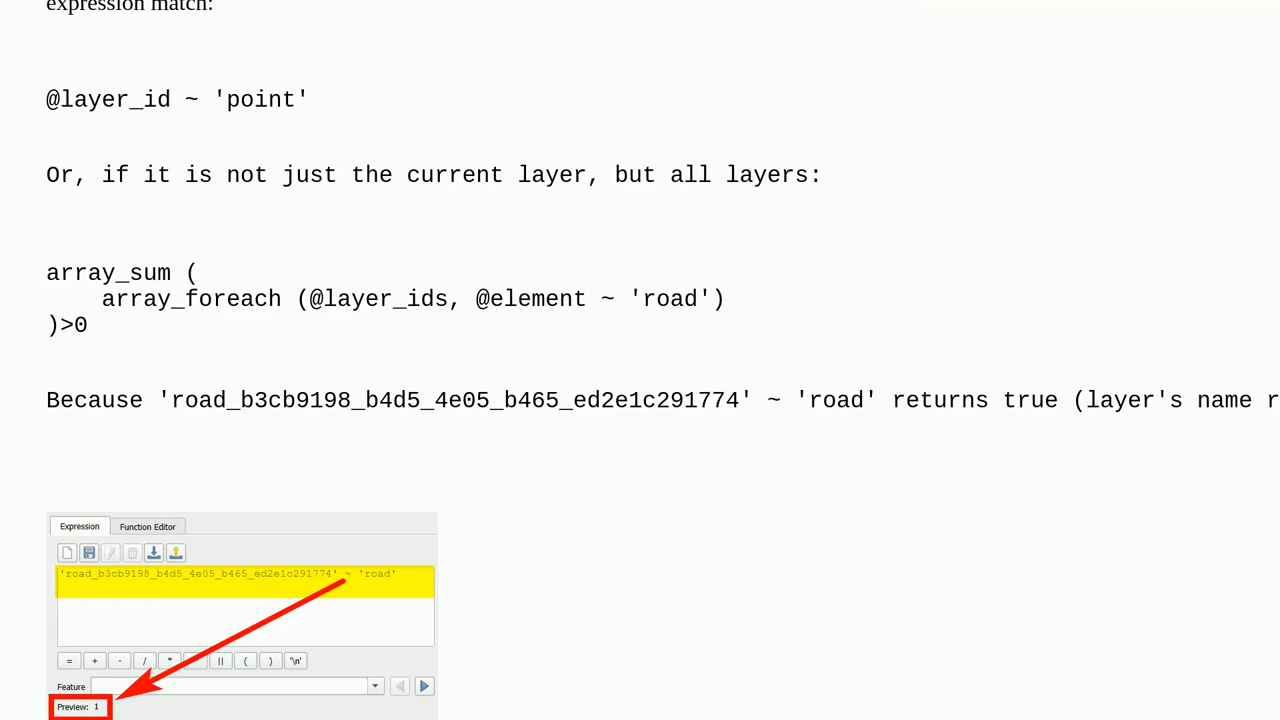 expression match:
@layer_id ~ 'point'
Or, if it is not just the current layer, but all layers:
array_sum (
    array_foreach (@layer_ids, @element ~ 'road')
)>0
Because 'road_b3cb9198_b4d5_4e05_b465_ed2e1c291774' ~ 'road' returns true (layer's name r
Expression Function Editor
'road_b3cb9198_b4d5_4e05_b465_ed2e1c291774' ~ 'road'
= + - / * || ( ) '\n'
Feature
Preview: 1